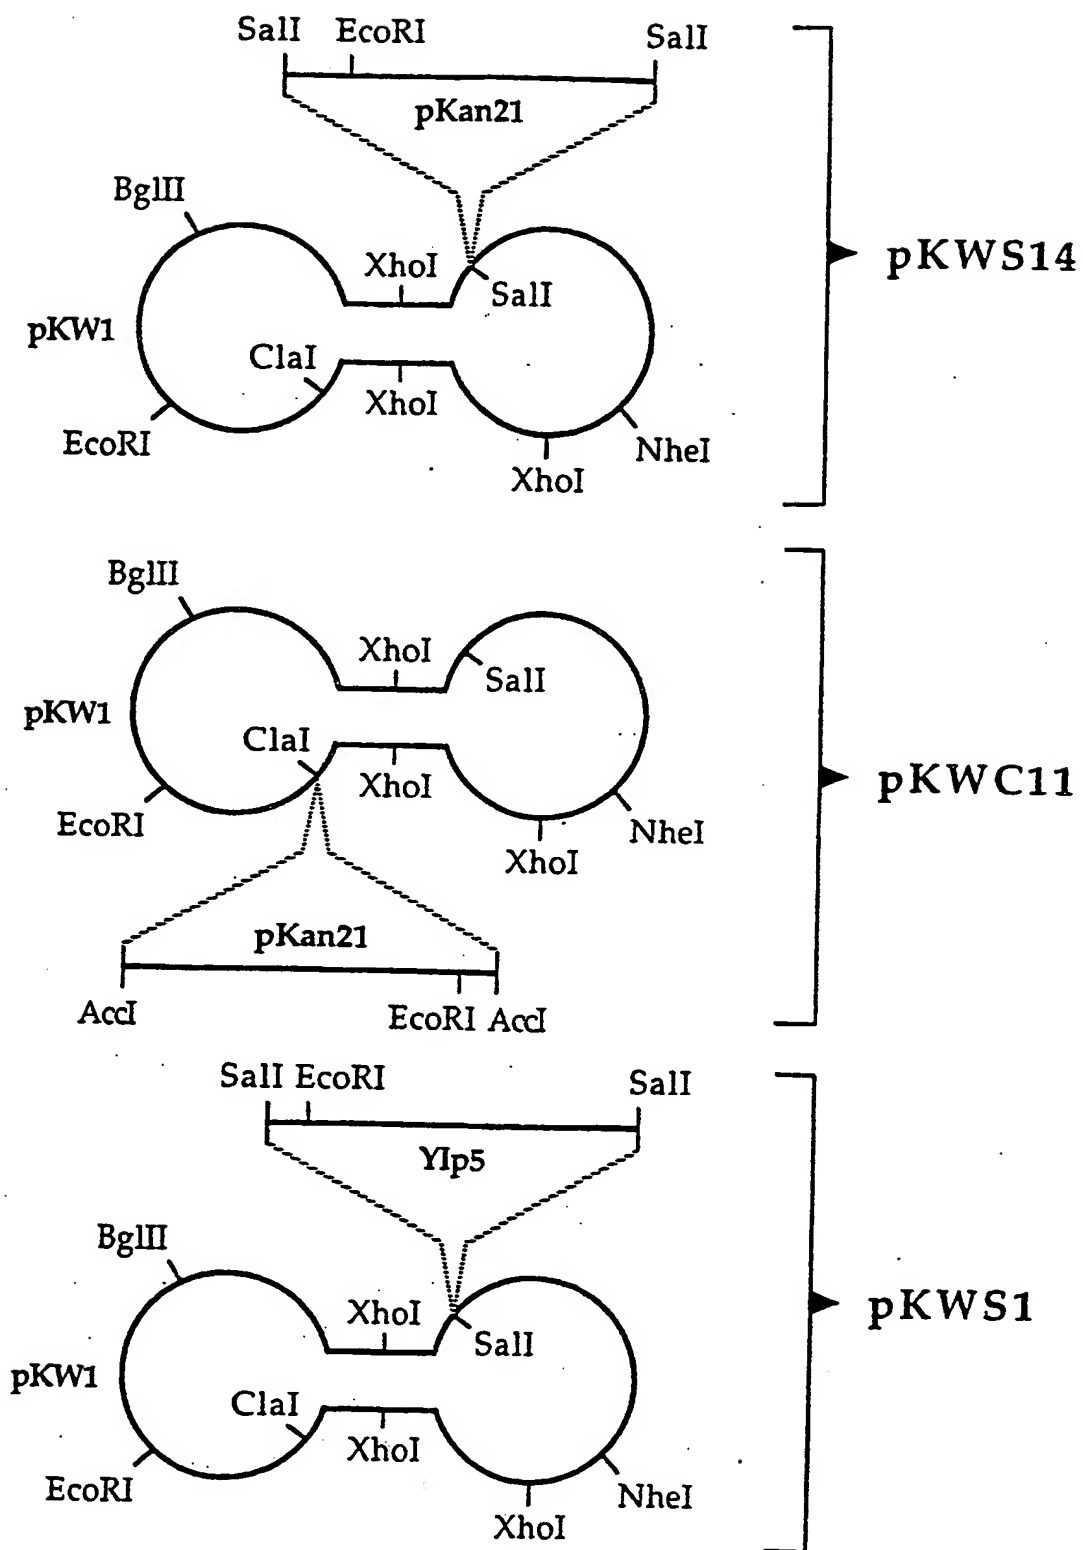 SalI EcoRI SalI
pKan21
BglII
XhoI
SalI
pKW1
ClaI
XhoI
EcoRI
NheI
XhoI
pKWS14
BglII
XhoI
SalI
pKW1
ClaI
XhoI
EcoRI
NheI
XhoI
pKan21
AccI EcoRI AccI
pKWC11
SalI EcoRI SalI
YIp5
BglII
XhoI
SalI
pKW1
ClaI
XhoI
EcoRI
NheI
XhoI
pKWS1